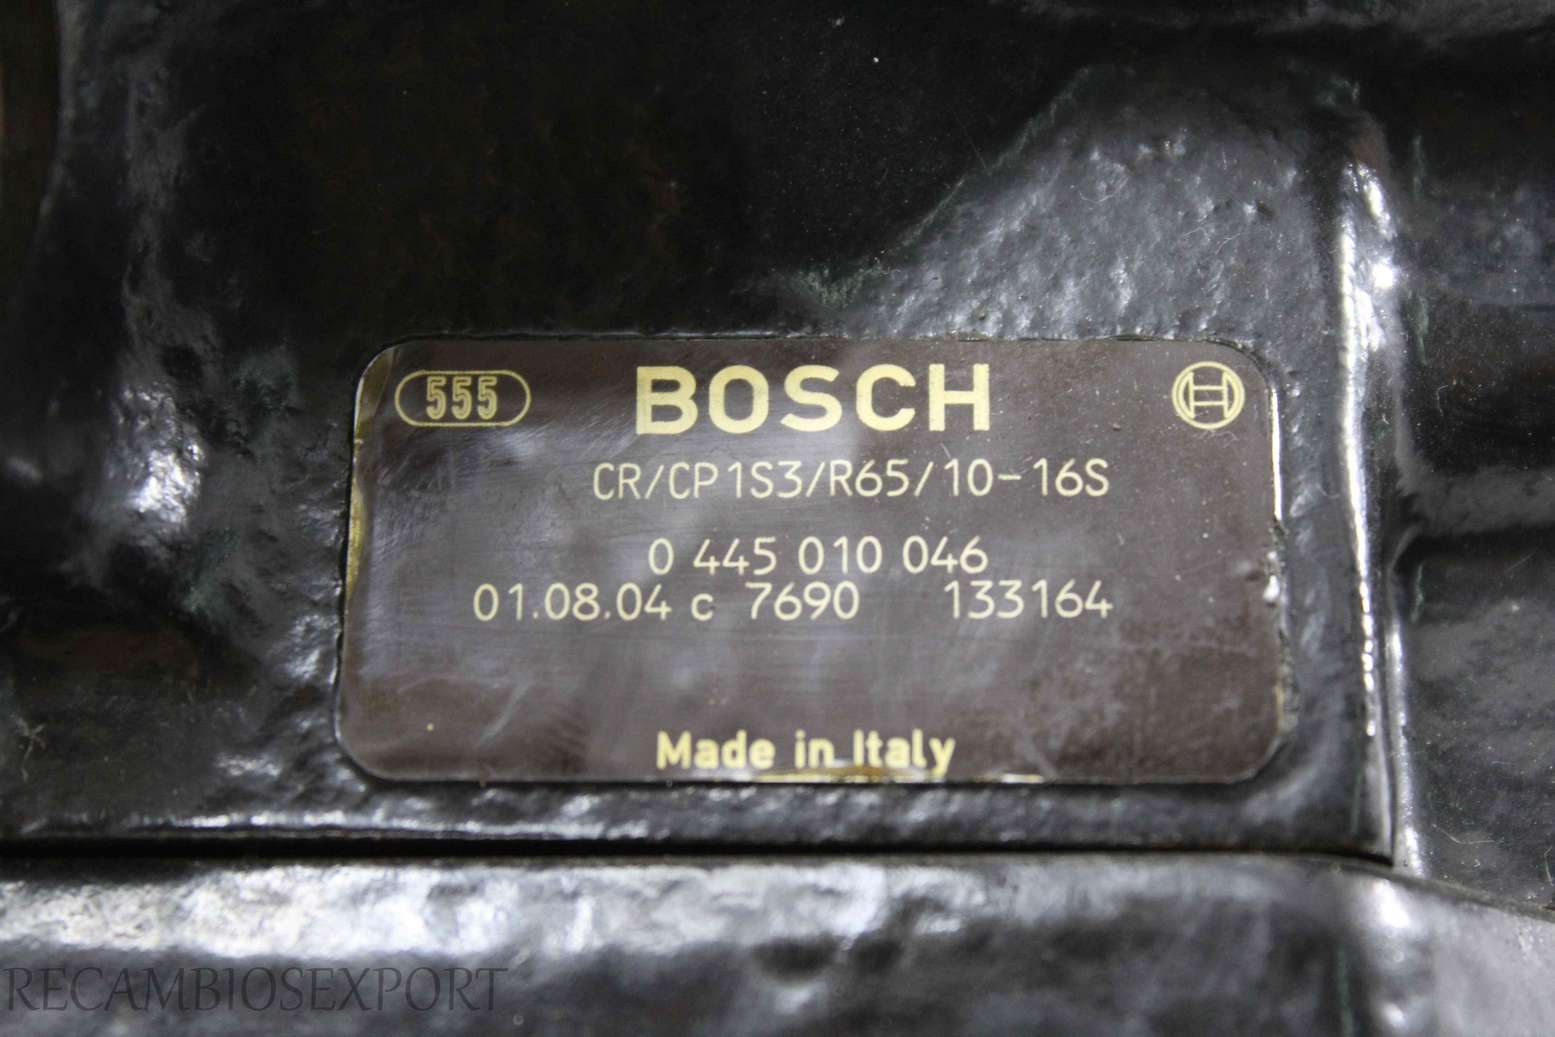 555 BOSCH
CR/CP1S3/R65/10-16S
0 445 010 046
01.08.04 c 7690 133164
Made in Italy
RECAMBIOSEXPORT